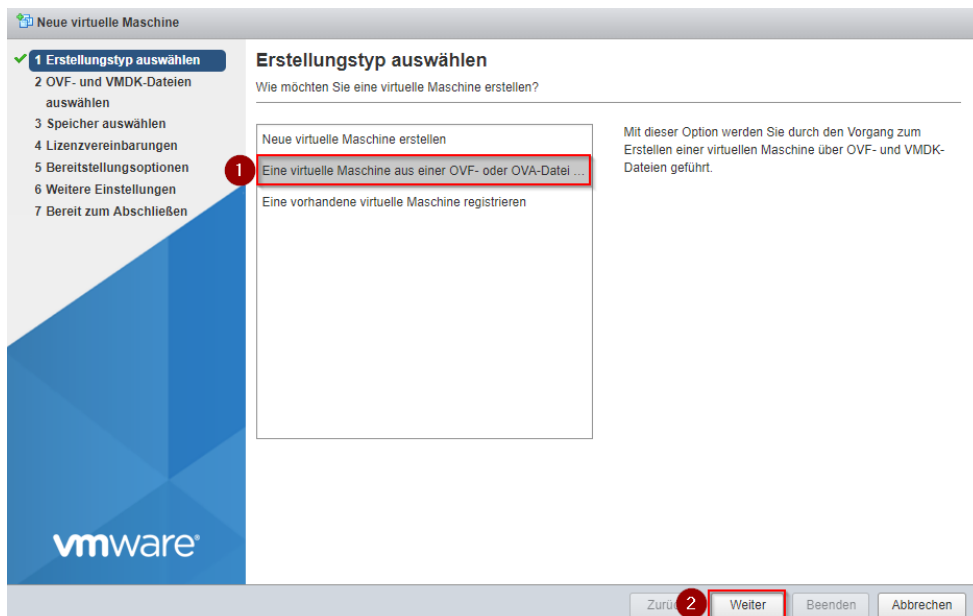 Neue virtuelle Maschine
1 Erstellungstyp auswählen
2 OVF- und VMDK-Dateien
auswählen
3 Speicher auswählen
4 Lizenzvereinbarungen
5 Bereitstellungsoptionen
6 Weitere Einstellungen
7 Bereit zum Abschließen
vmware®
Erstellungstyp auswählen
Wie möchten Sie eine virtuelle Maschine erstellen?
Neue virtuelle Maschine erstellen
1 Eine virtuelle Maschine aus einer OVF- oder OVA-Datei ...
Eine vorhandene virtuelle Maschine registrieren
Mit dieser Option werden Sie durch den Vorgang zum
Erstellen einer virtuellen Maschine über OVF- und VMDK-
Dateien geführt.
2 Weiter Beenden Abbrechen